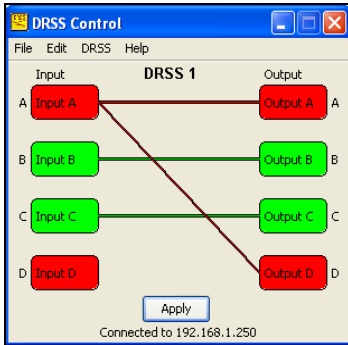 DRSS Control
File Edit DRSS Help
Input DRSS 1 Output
A Input A Output A A
B Input B Output B B
C Input C Output C C
D Input D Output D D
Apply
Connected to 192.168.1.250